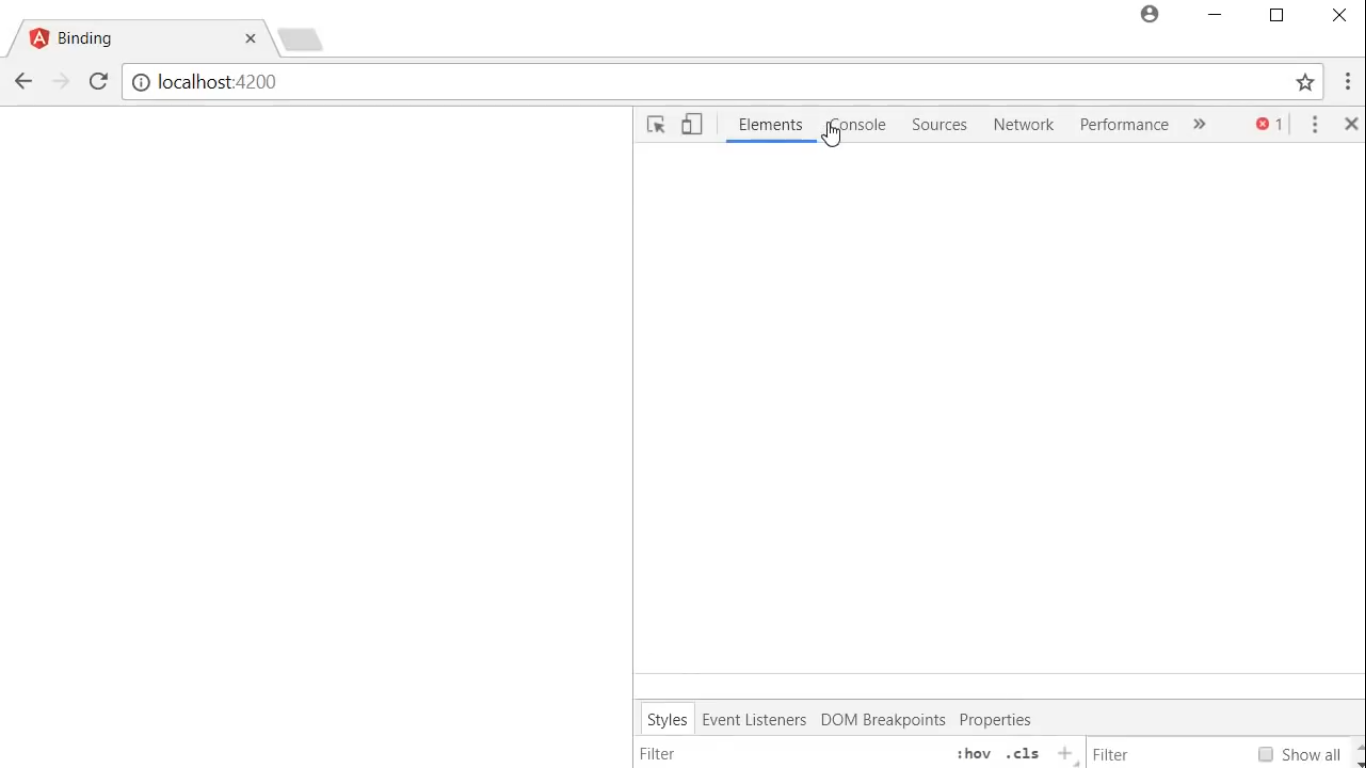 Binding
localhost:4200
Elements Console Sources Network Performance 1
Styles Event Listeners DOM Breakpoints Properties
Filter :hov .cls Filter Show all